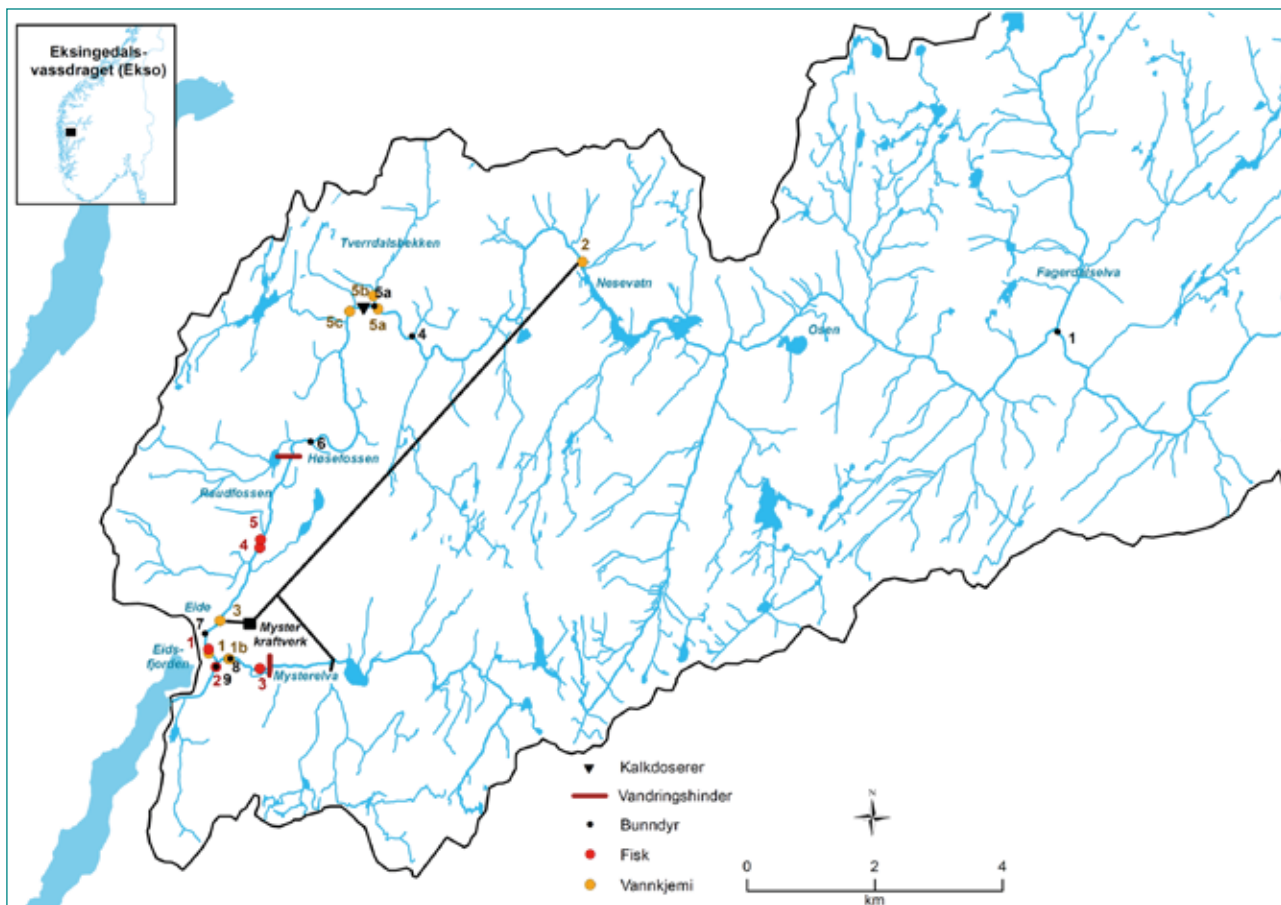 Eksingedals-
vassdraget (Ekso)
Tverrdalsbekken
2
Nesevatn
Fagerdalselva
5b
5a
5c
5a
4
Osen
1
6
Høsefossen
Raudfossen
5
4
Eide
3
7
Myster
kraftverk
Eids-
fjorden
1
1
1b
8
2
9
3
Mysterelva
Kalkdoserer
Vandringshinder
Bunndyr
Fisk
Vannkjemi
N
0
2
4
km